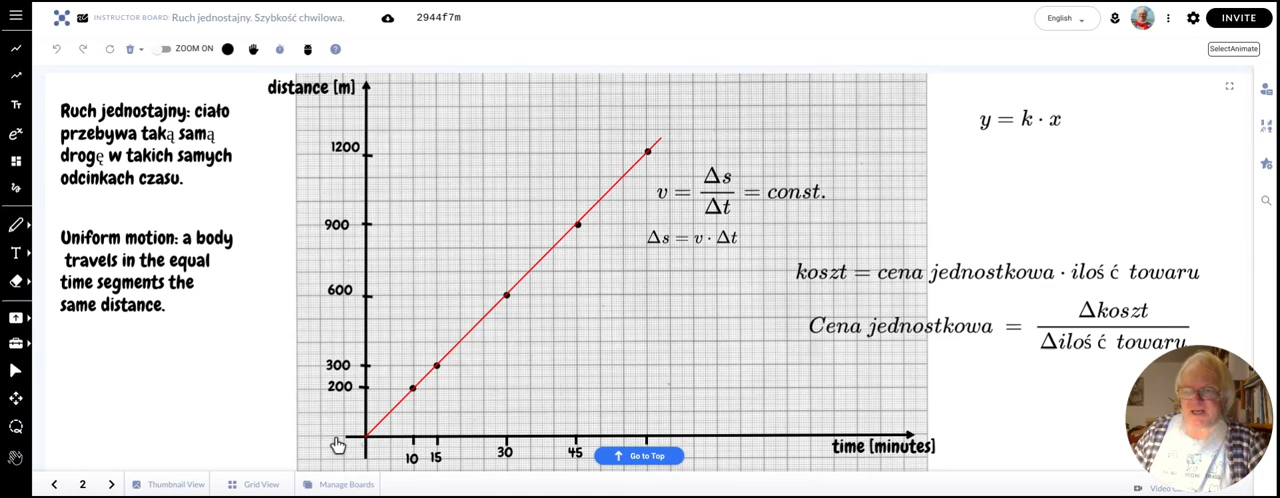 INSTRUCTOR BOARD: Ruch jednostajny. Szybkość chwilowa.
2944f7m
English
INVITE
ZOOM ON
SelectAnimate
distance [m]
Ruch jednostajny: ciało
przebywa taką samą
drogę w takich samych
odcinkach czasu.
Uniform motion: a body
travels in the equal
time segments the
same distance.
1200
900
600
300
200
10
15
30
45
time [minutes]
v = Δs / Δt = const.
Δs = v · Δt
y = k · x
koszt = cena jednostkowa · iloś ć towaru
Cena jednostkowa = Δkoszt / Δiloś ć towaru
Go to Top
2
Thumbnail View
Grid View
Manage Boards